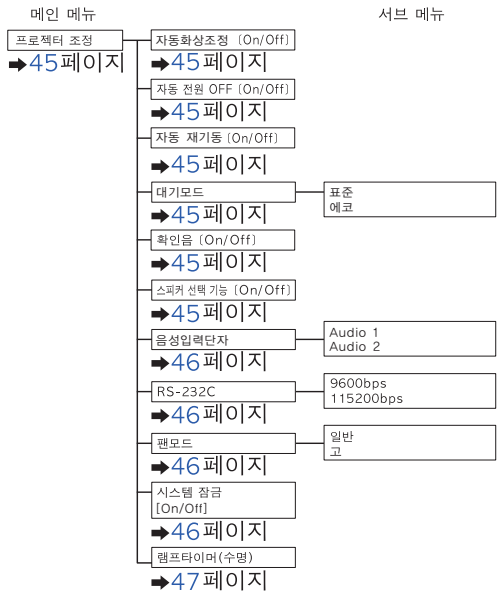 메인 메뉴
서브 메뉴
프로젝터 조정
➡45페이지
자동화상조정 [On/Off]
➡45페이지
자동 전원 OFF [On/Off]
➡45페이지
자동 재기동 [On/Off]
➡45페이지
대기모드
➡45페이지
표준
에코
확인음 [On/Off]
➡45페이지
스피커 선택 기능 [On/Off]
➡45페이지
음성입력단자
➡46페이지
Audio 1
Audio 2
RS-232C
➡46페이지
9600bps
115200bps
팬모드
➡46페이지
일반
고
시스템 잠금
[On/Off]
➡46페이지
램프타이머(수명)
➡47페이지